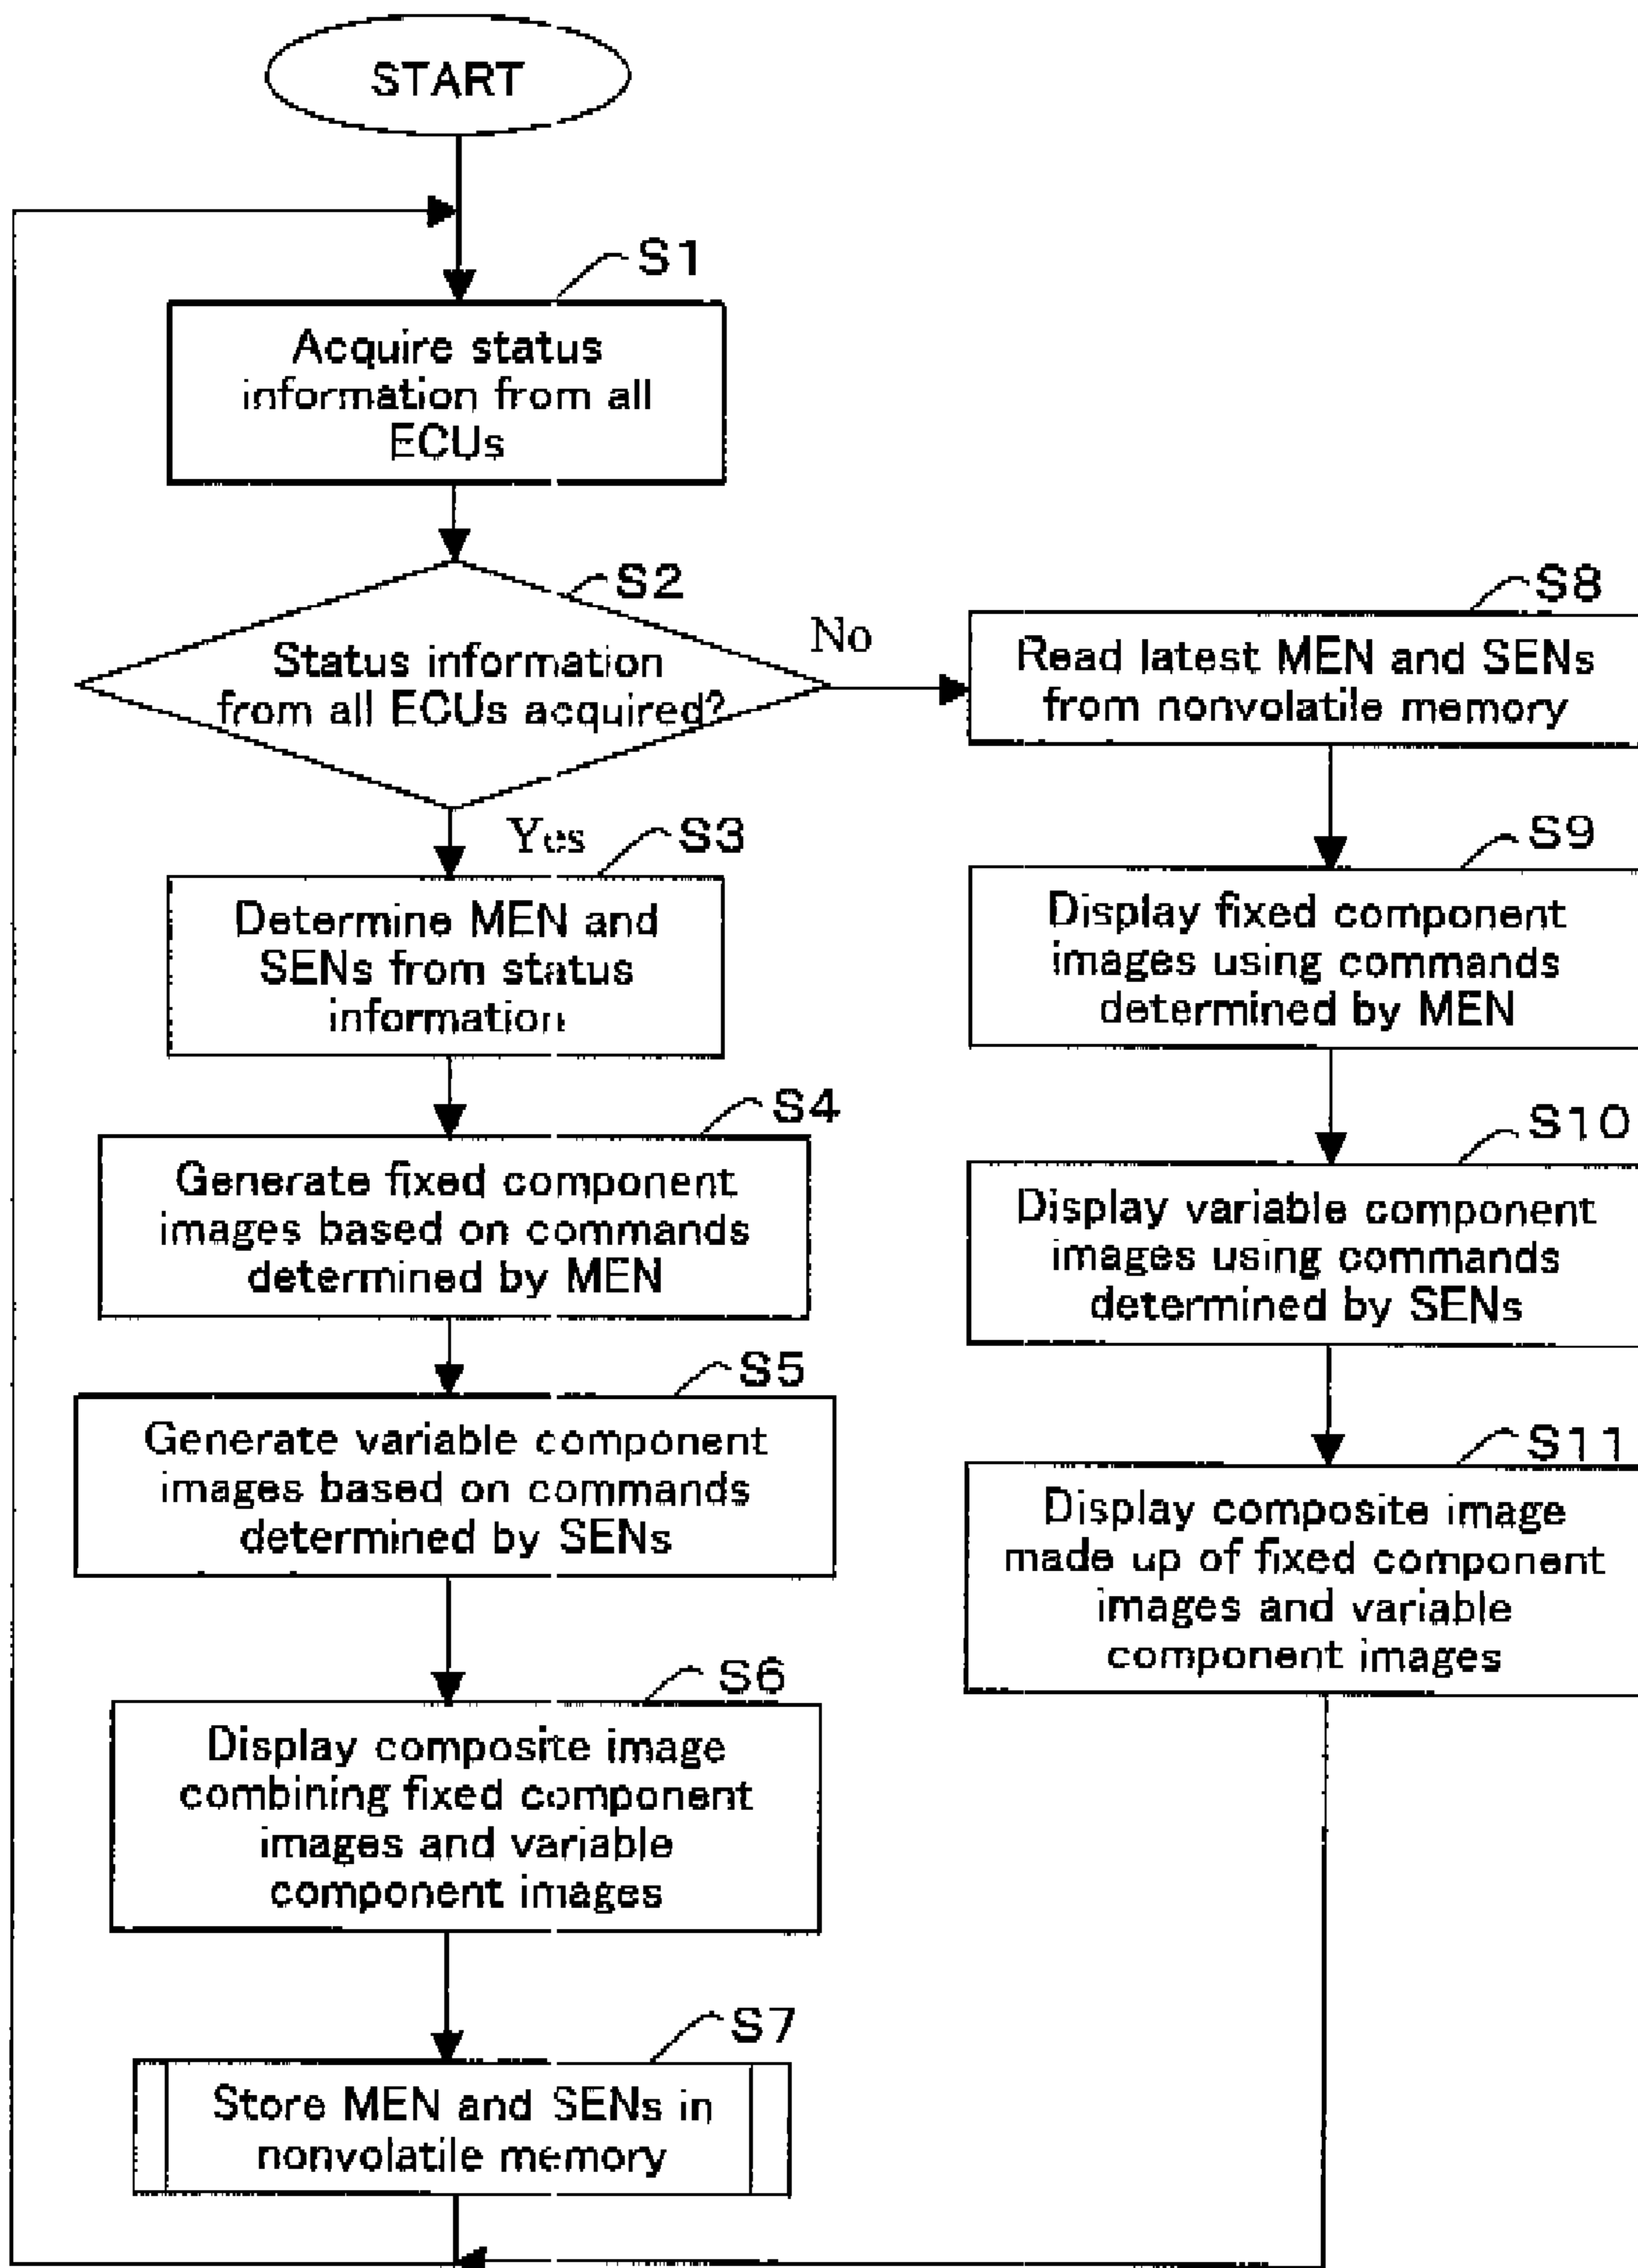 START
S1
Acquire status
information from all
ECUs
S2
Status information
from all ECUs acquired?
No
Yes
S3
Determine MEN and
SENs from status
information
S4
Generate fixed component
images based on commands
determined by MEN
S5
Generate variable component
images based on commands
determined by SENs
S6
Display composite image
combining fixed component
images and variable
component images
S7
Store MEN and SENs in
nonvolatile memory
S8
Read latest MEN and SENs
from nonvolatile memory
S9
Display fixed component
images using commands
determined by MEN
S10
Display variable component
images using commands
determined by SENs
S11
Display composite image
made up of fixed component
images and variable
component images